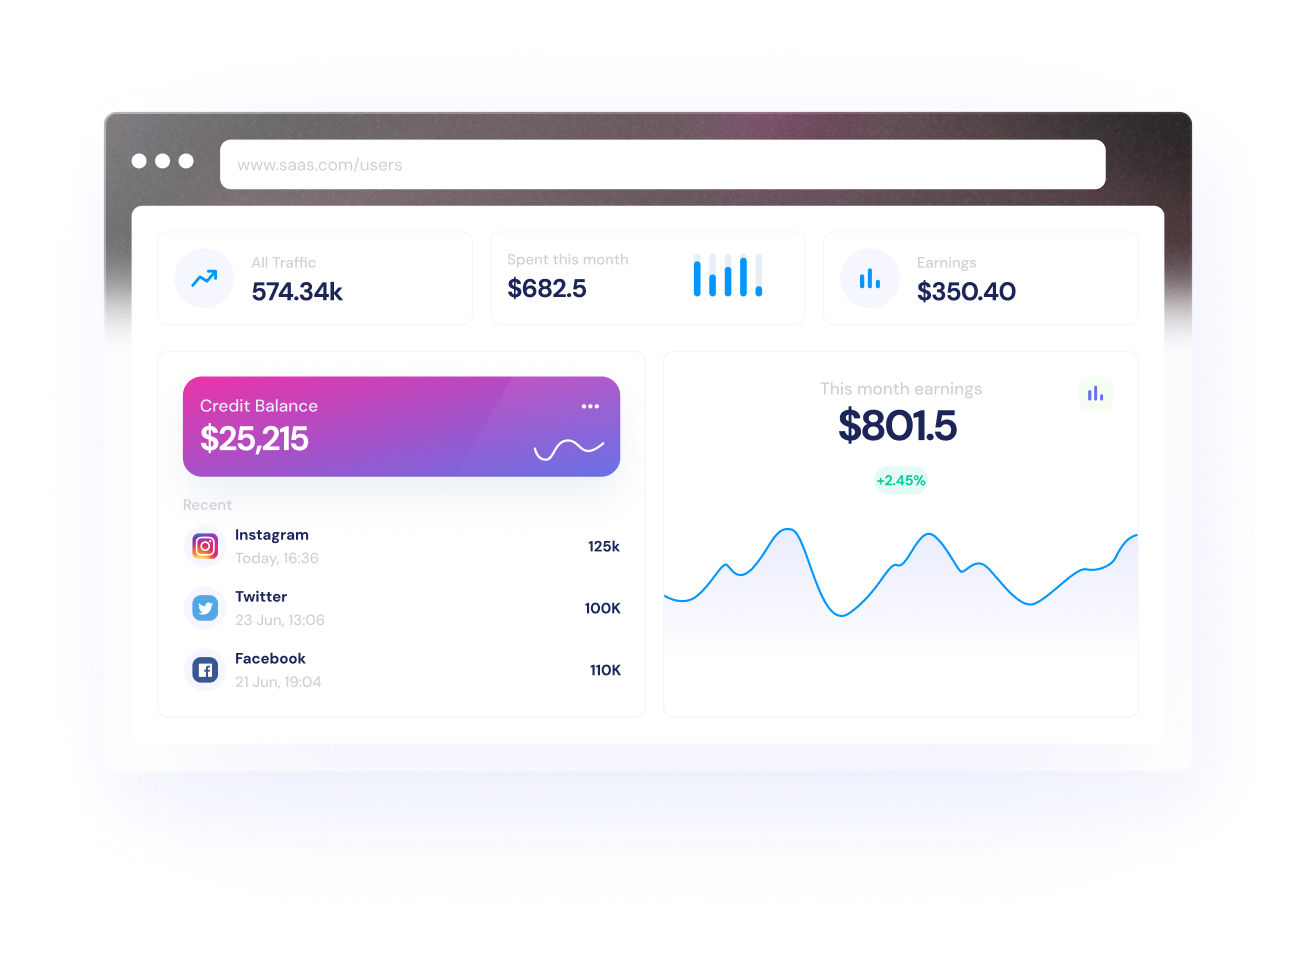 www.saas.com/users
All Traffic
574.34k
Spent this month
$682.5
Earnings
$350.40
Credit Balance
$25,215
Recent
Instagram
Today, 16:36
125k
Twitter
23 Jun, 13:06
100K
Facebook
21 Jun, 19:04
110K
This month earnings
$801.5
+2.45%